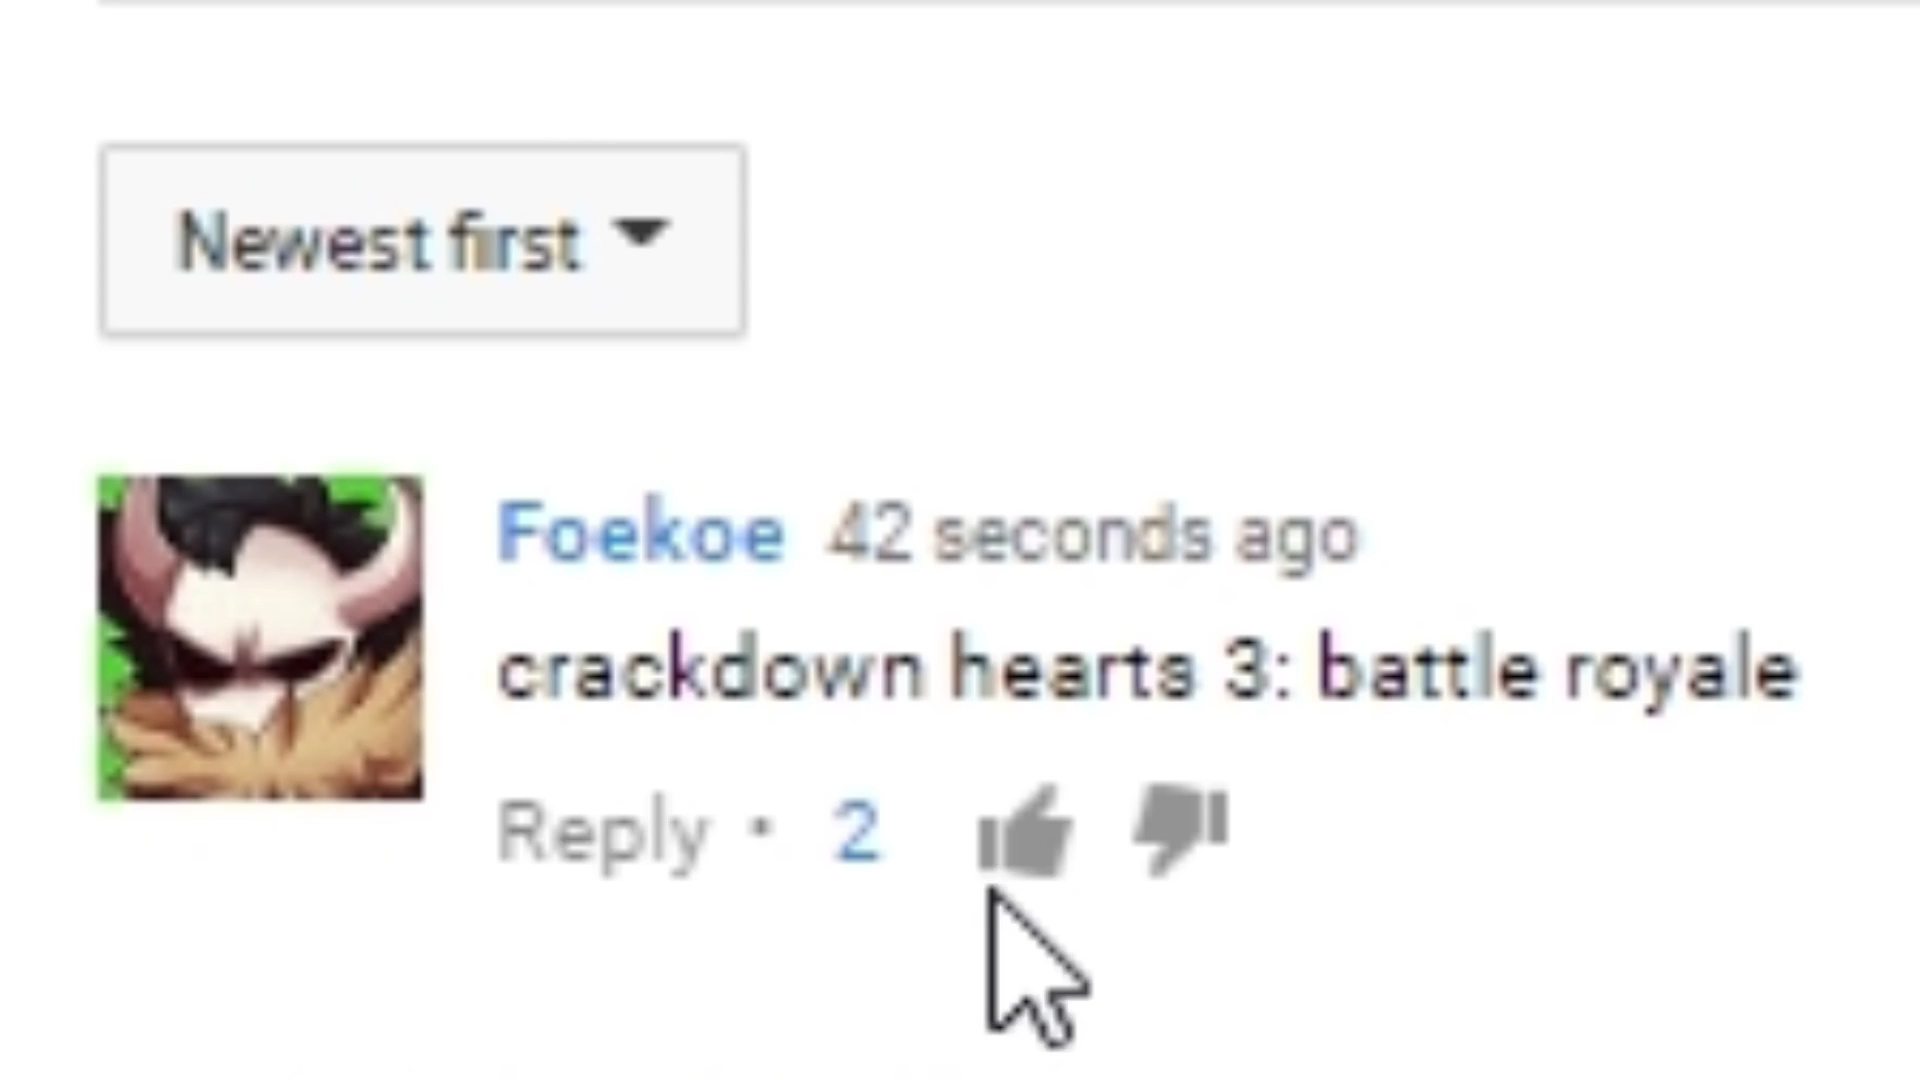 Newest first
Foekoe 42 seconds ago
crackdown hearts 3: battle royale
Reply • 2